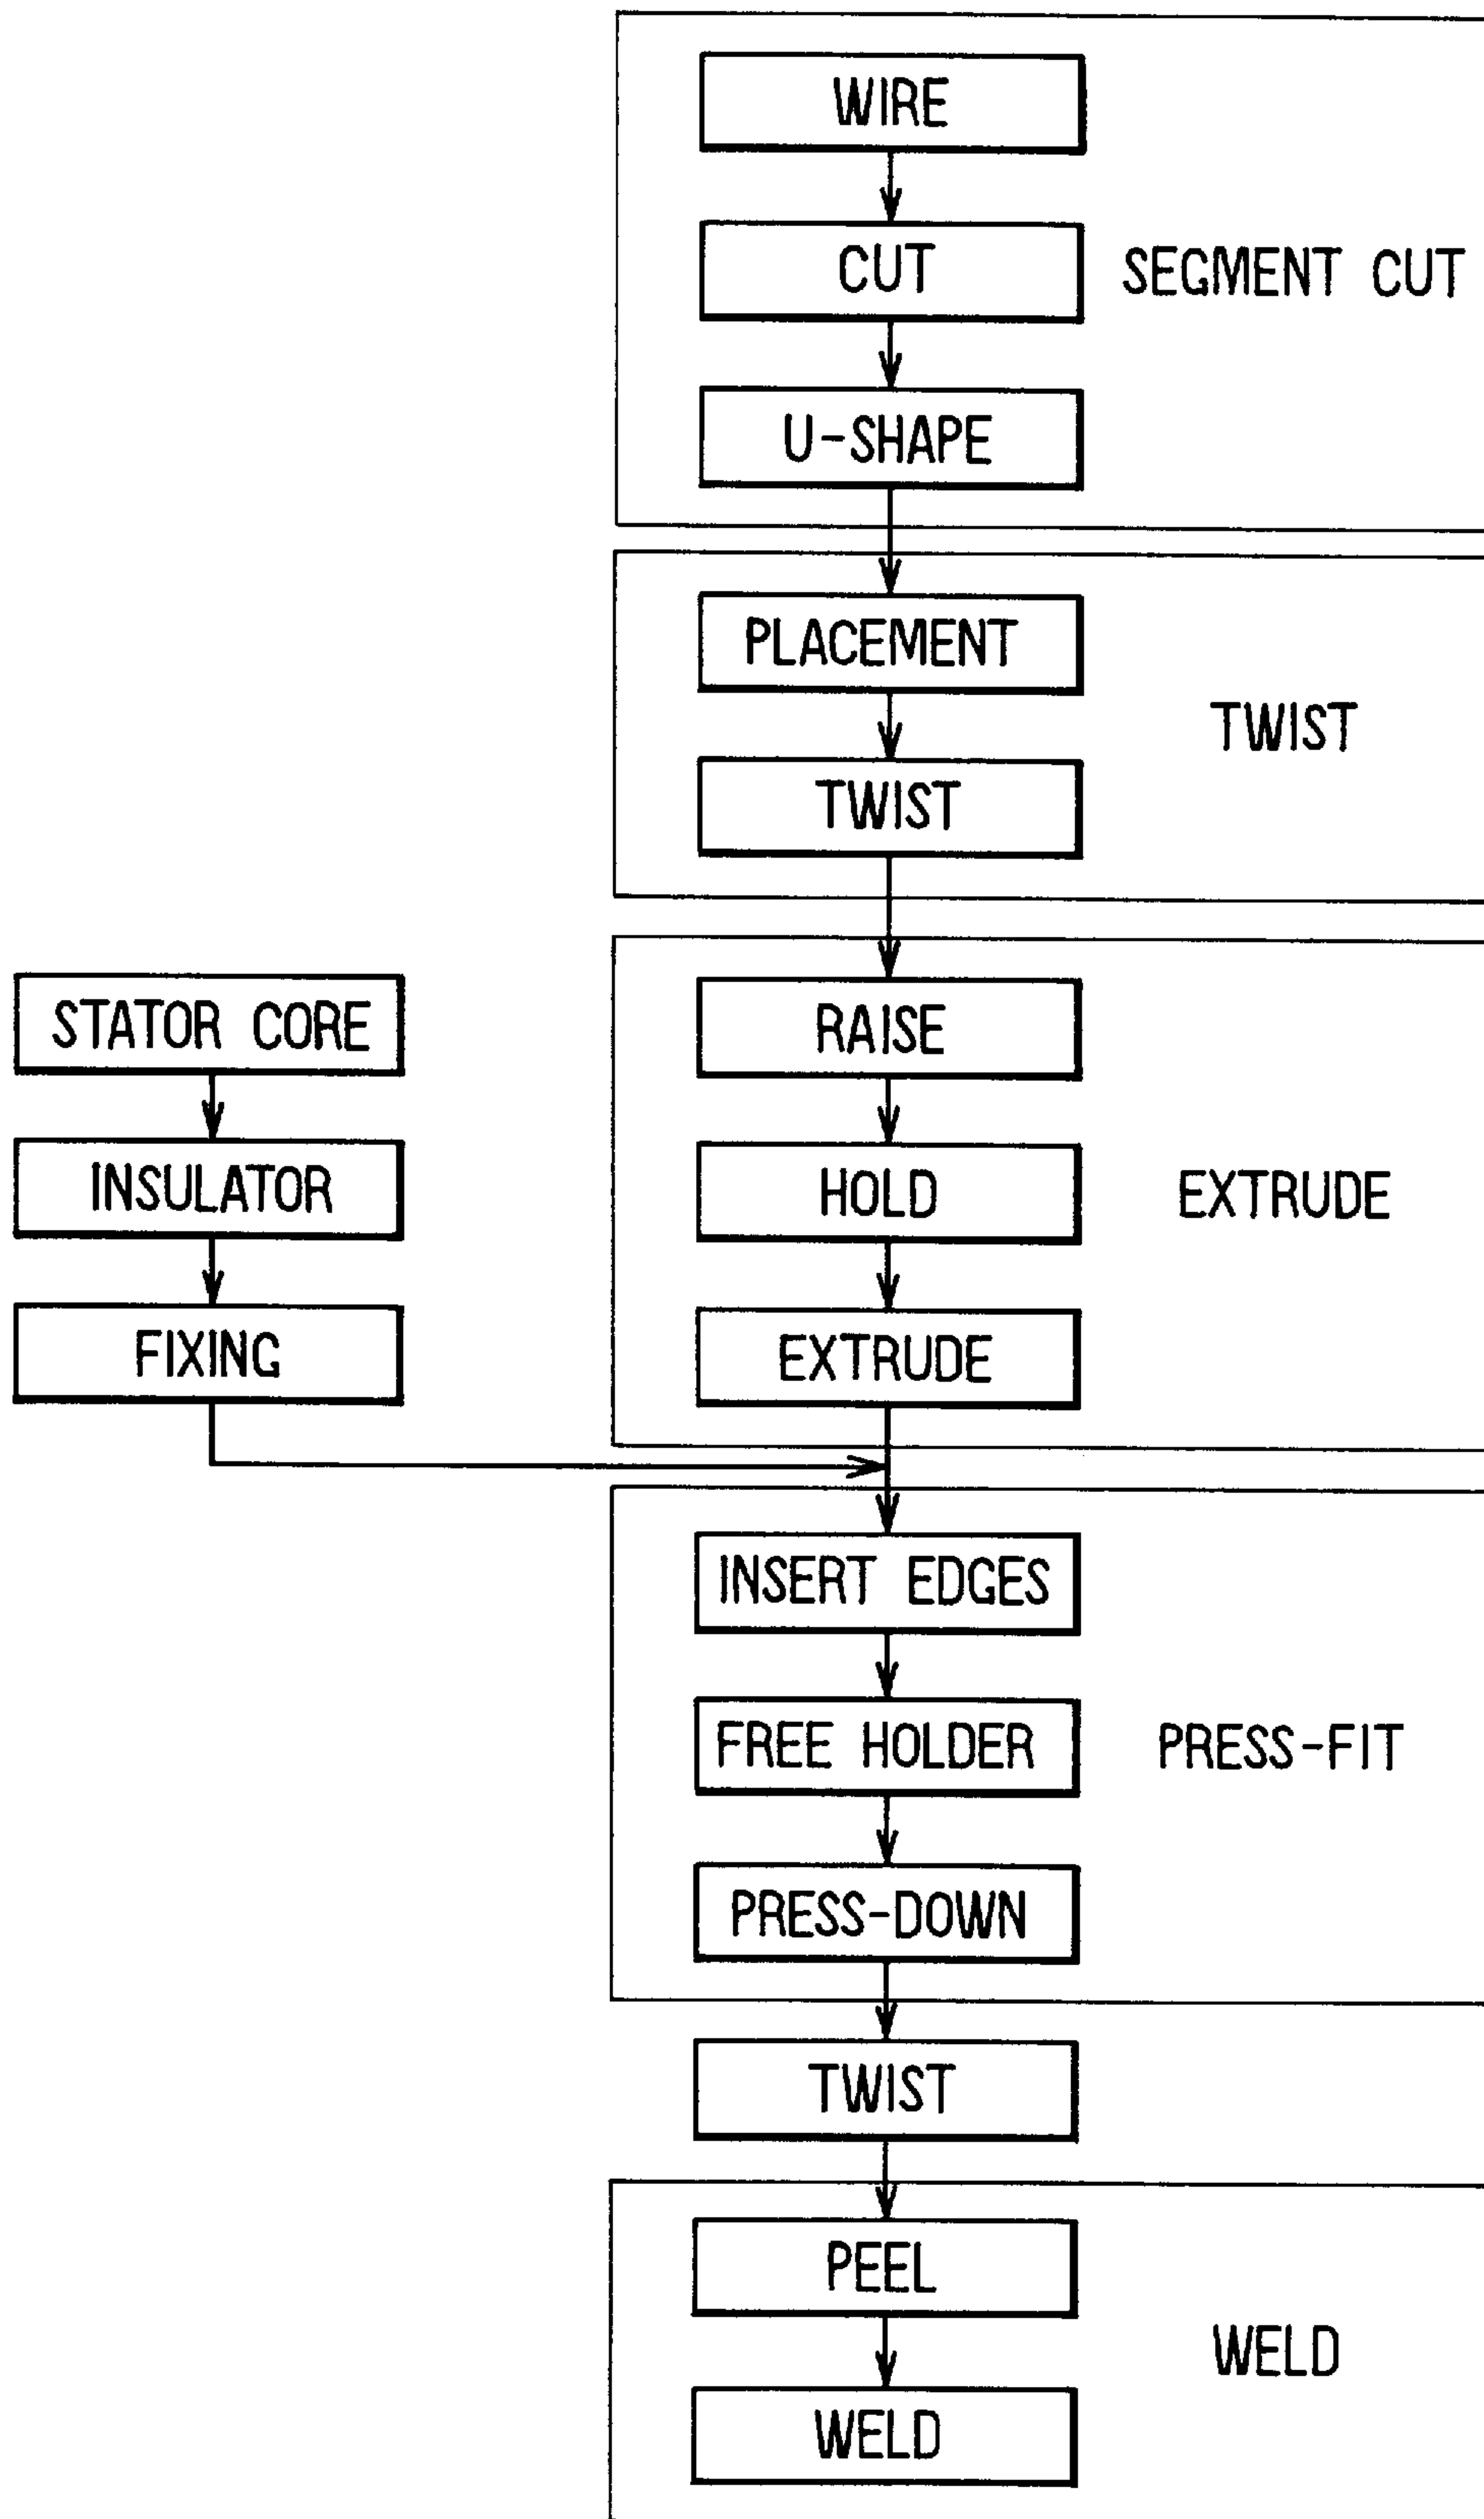 WIRE
CUT
SEGMENT CUT
U-SHAPE
PLACEMENT
TWIST
TWIST
STATOR CORE
INSULATOR
FIXING
RAISE
HOLD
EXTRUDE
EXTRUDE
INSERT EDGES
FREE HOLDER
PRESS-FIT
PRESS-DOWN
TWIST
PEEL
WELD
WELD